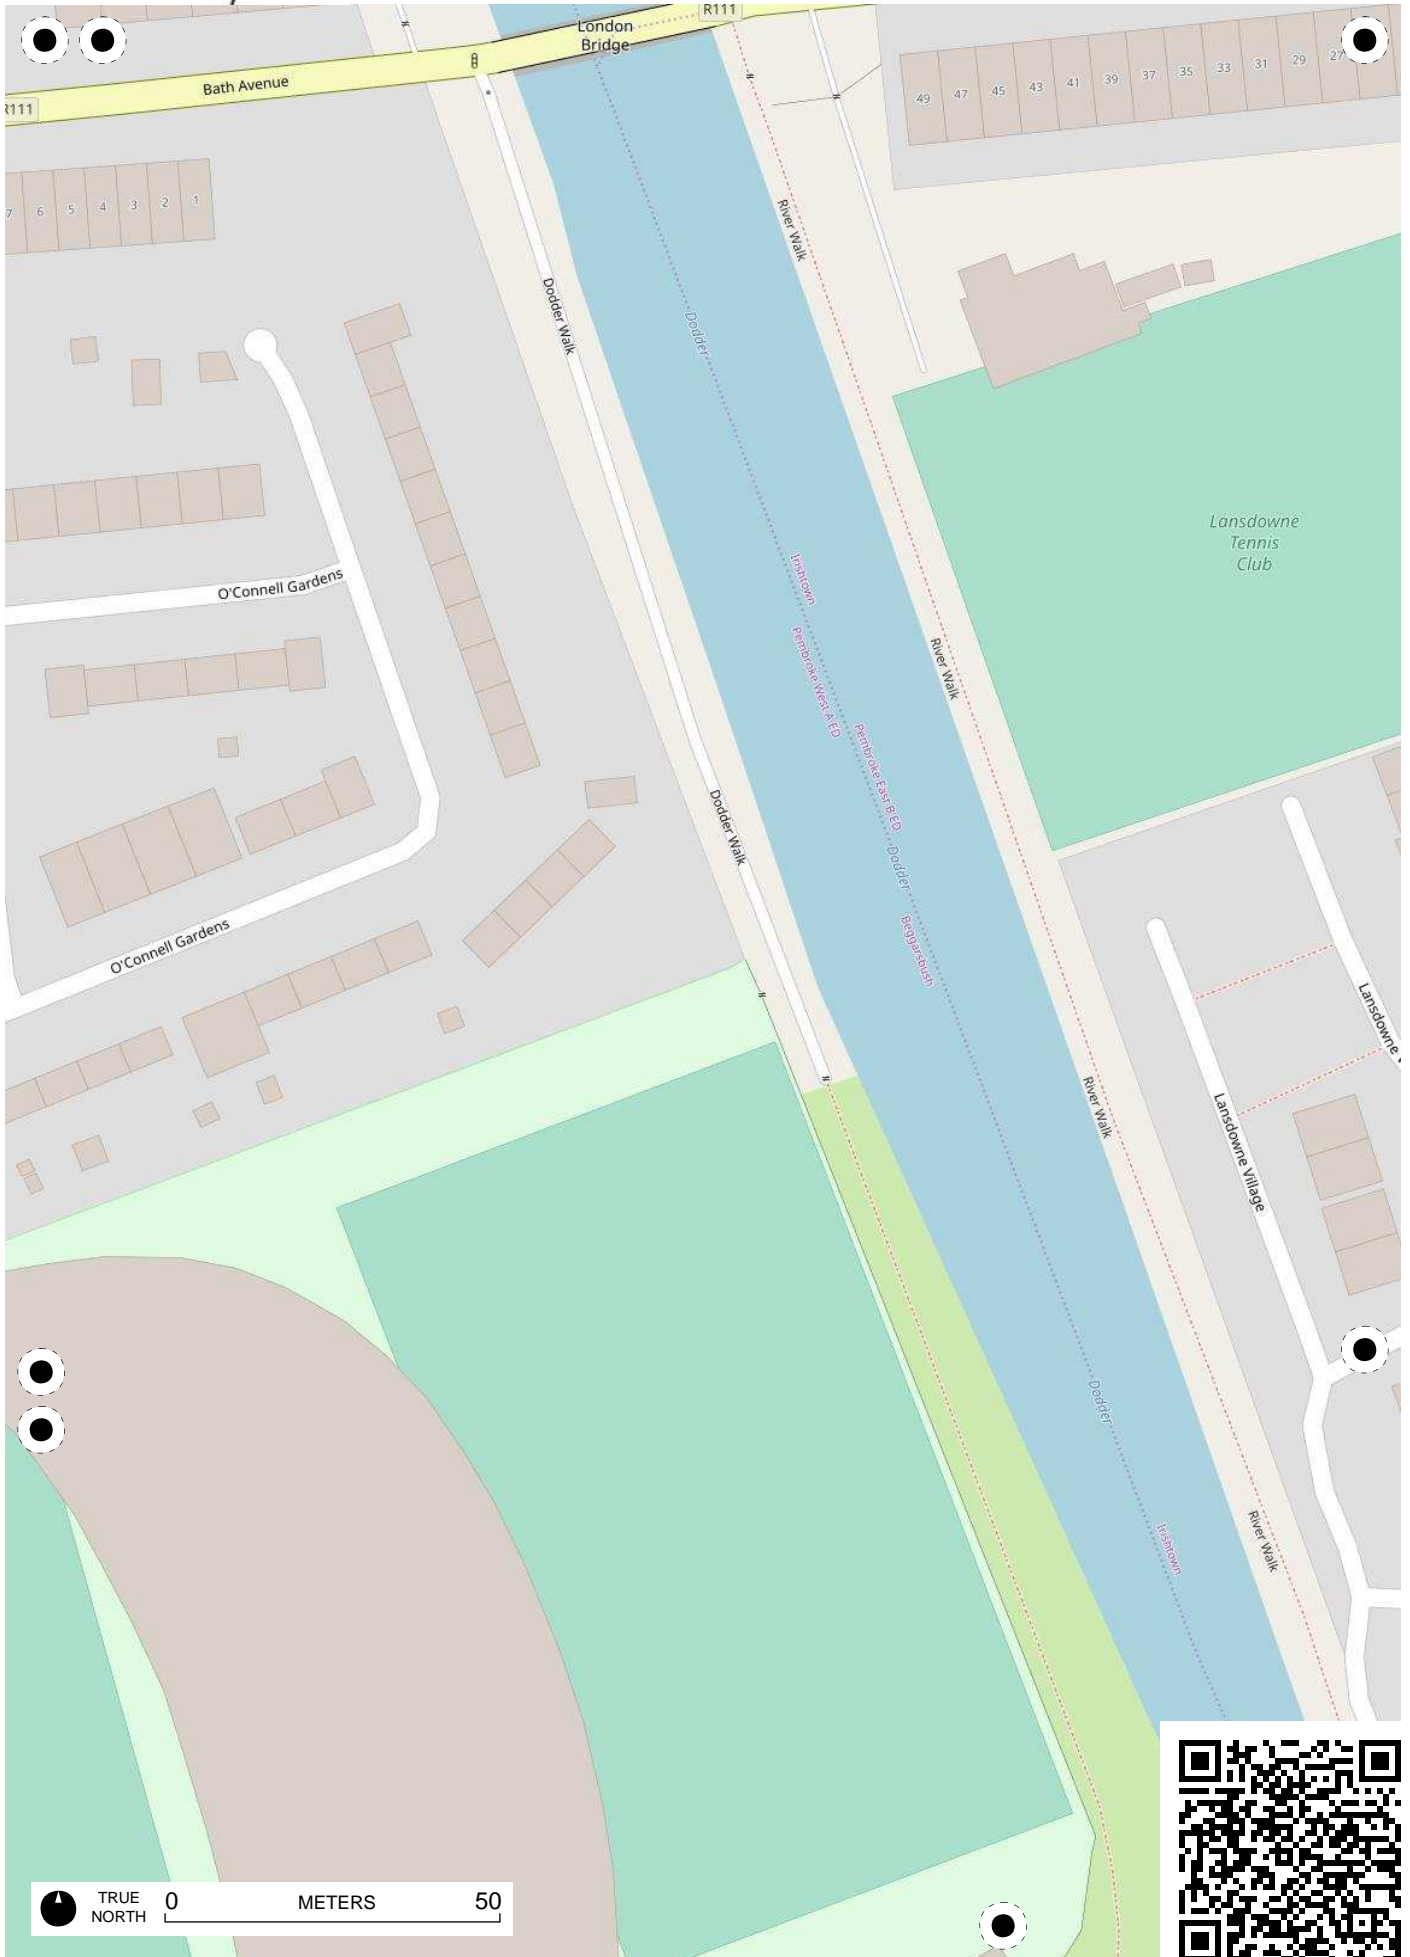 London
Bridge
R111
Bath Avenue
R111
49
47
45
43
41
39
37
35
33
31
29
27
7
6
5
4
3
2
1
River Walk
Dodder Walk
Dodder
Lansdowne
Tennis
Club
Irishtown
O'Connell Gardens
Pembroke West A ED
River Walk
Pembroke East B ED
Dodder Walk
Dodder
Beggarsbush
O'Connell Gardens
Lansdowne V
River Walk
Lansdowne Village
Dodder
Irishtown
River Walk
TRUE
NORTH
0
METERS
50